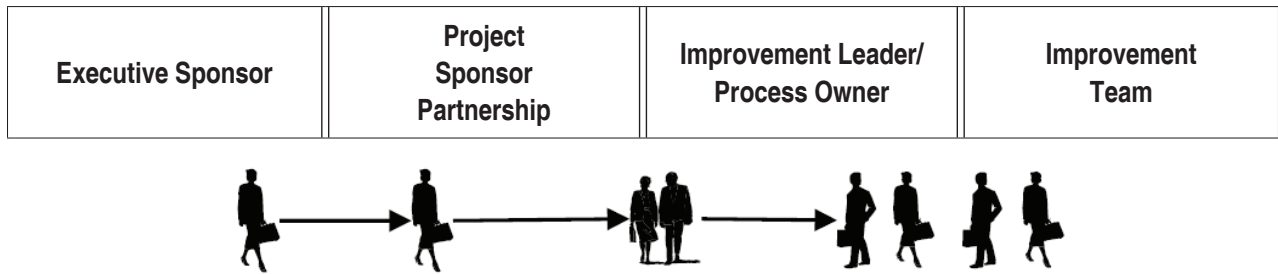 Executive Sponsor
Project
Sponsor
Partnership
Improvement Leader/
Process Owner
Improvement
Team